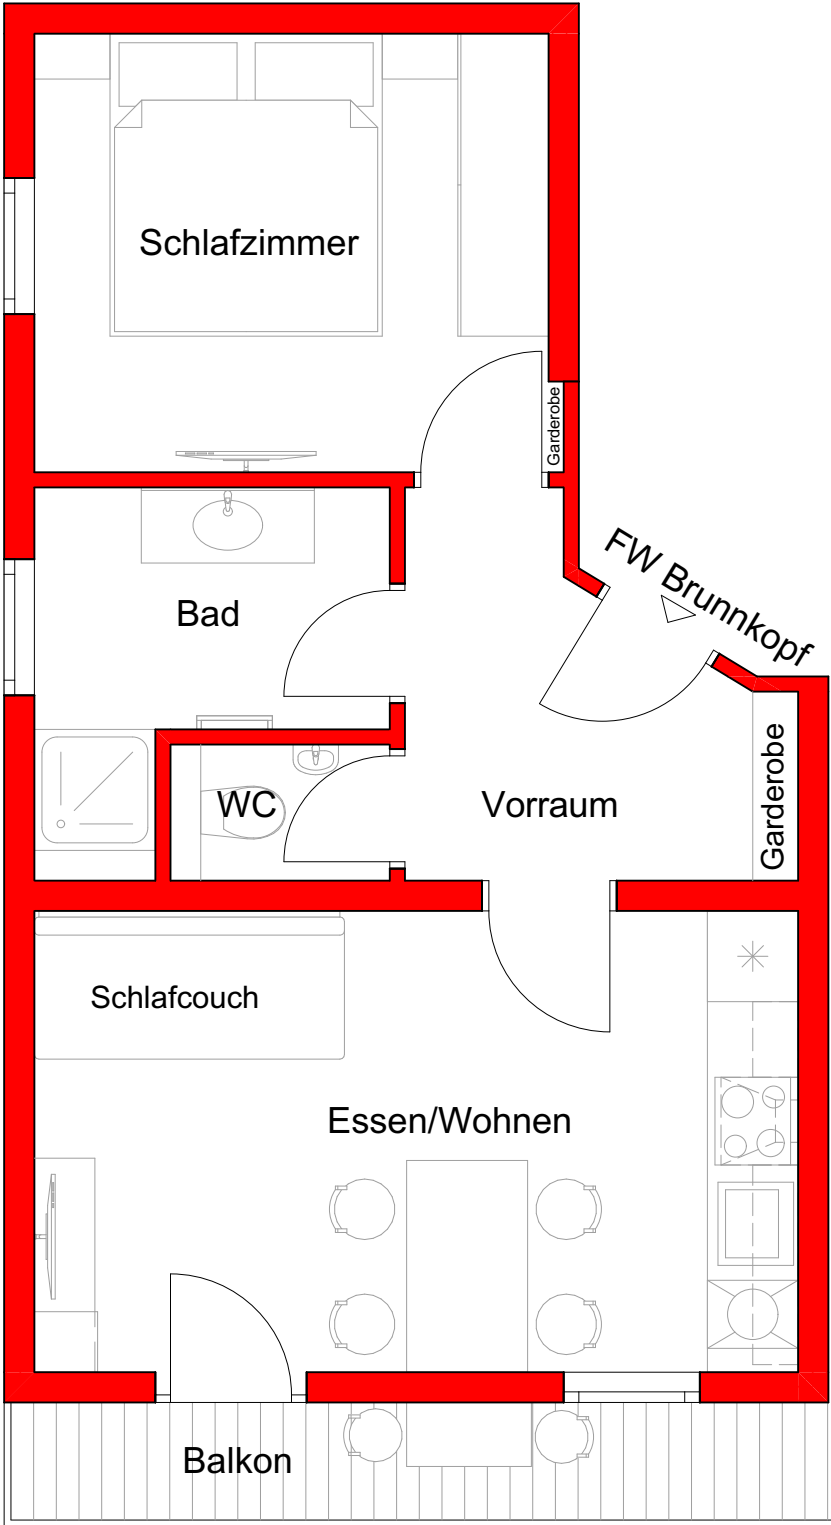 Schlafzimmer
Garderobe
FW Brunnkopf
Bad
WC
Vorraum
Garderobe
Schlafcouch
Essen/Wohnen
Balkon